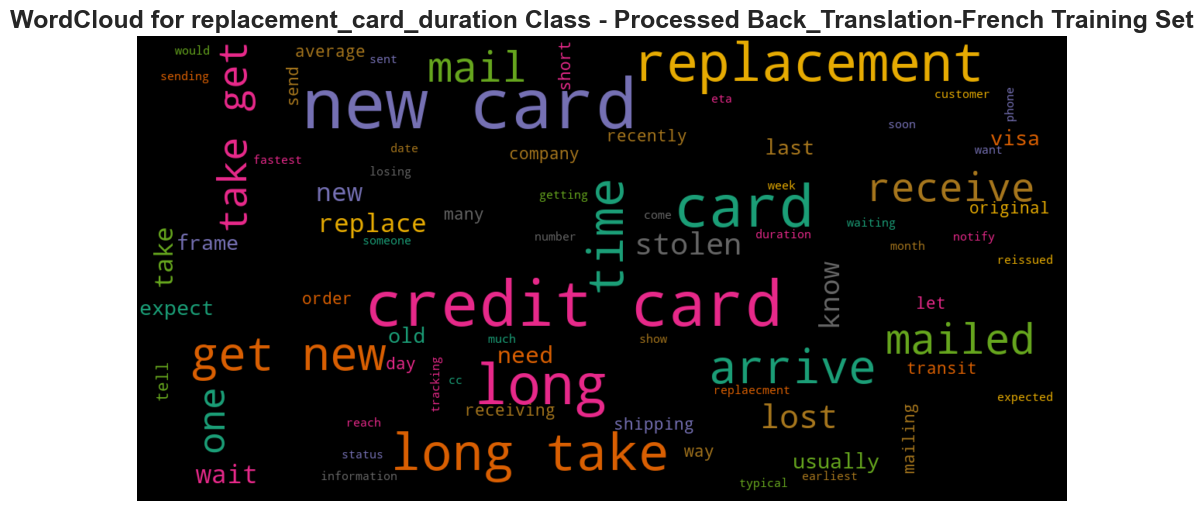 WordCloud for replacement_card_duration Class - Processed Back_Translation-French Training Set
would
average
sent
sending
take get
send
mail
short
replacement
new card
eta
customer
phone
soon
recently
visa
want
date
fastest
company
last
losing
new
getting
time
week
card
receive
original
replace
many
come
waiting
take
frame
someone
number
stolen
duration
notify
month
reissued
know
expect
order
credit card
let
old
much
show
mailed
get new
day
need
arrive
transit
tell
tracking
cc
long
replaecment
expected
one
receiving
lost
reach
shipping
mailing
long take
way
usually
status
wait
information
typical
earliest